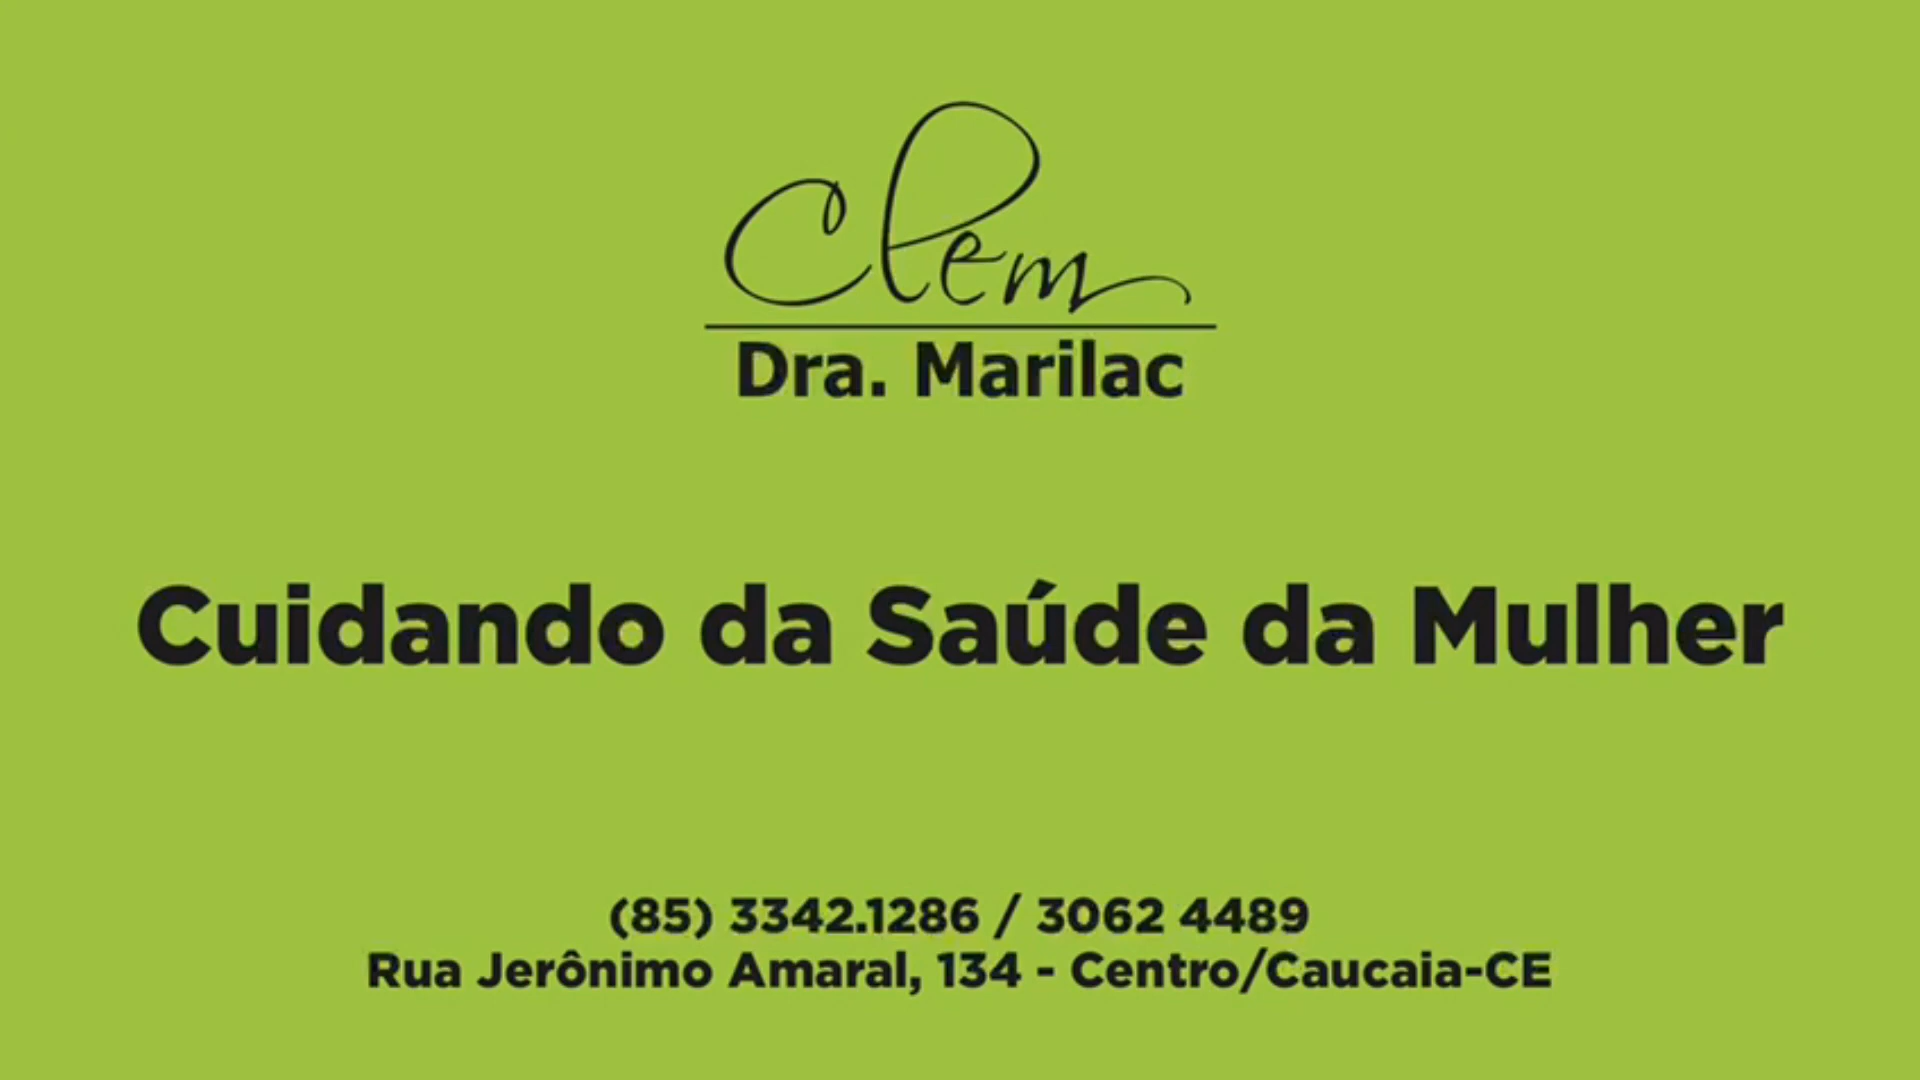 Clem
Dra. Marilac
Cuidando da Saúde da Mulher
(85) 3342.1286 / 3062 4489
Rua Jerônimo Amaral, 134 - Centro/Caucaia-CE